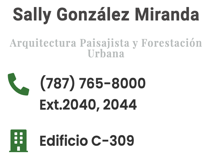 Sally González Miranda
Arquitectura Paisajista y Forestación
Urbana
(787) 765-8000
Ext.2040, 2044
Edificio C-309